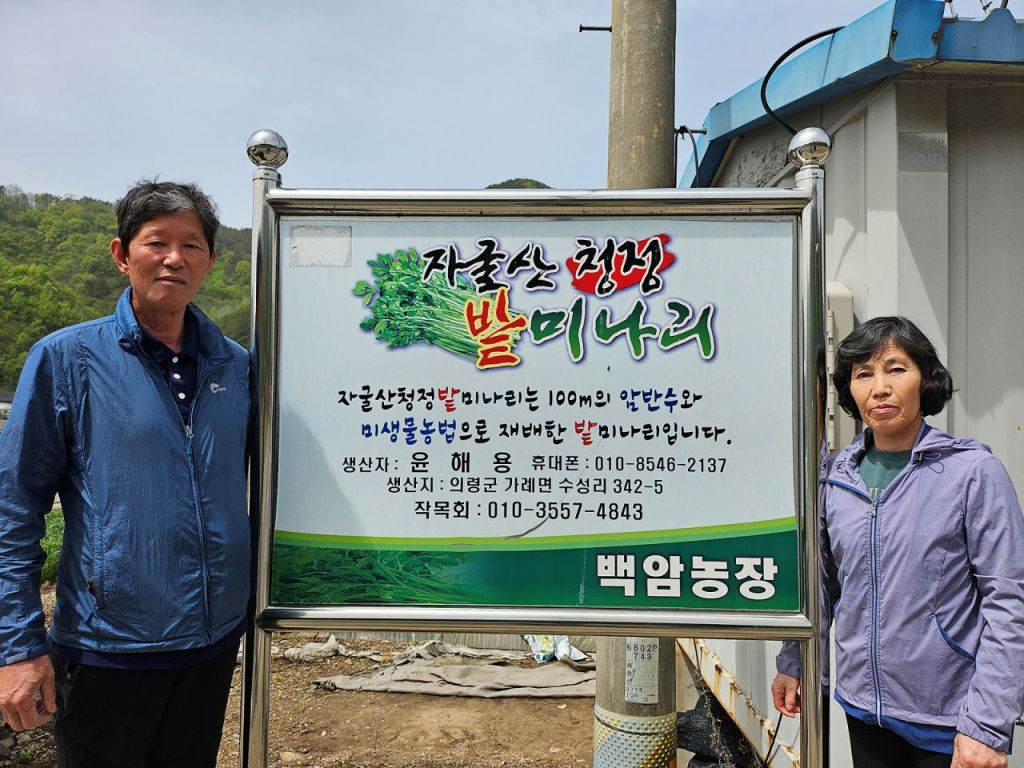 자굴산 청정
밭미나리
자굴산청정밭미나리는 100m의 암반수와
미생물농법으로 재배한 밭미나리입니다.
생산자 : 윤 해 용 휴대폰 : 010-8546-2137
생산지 : 의령군 가례면 수성리 342-5
작목회 : 010-3557-4843
백암농장
6602P
743